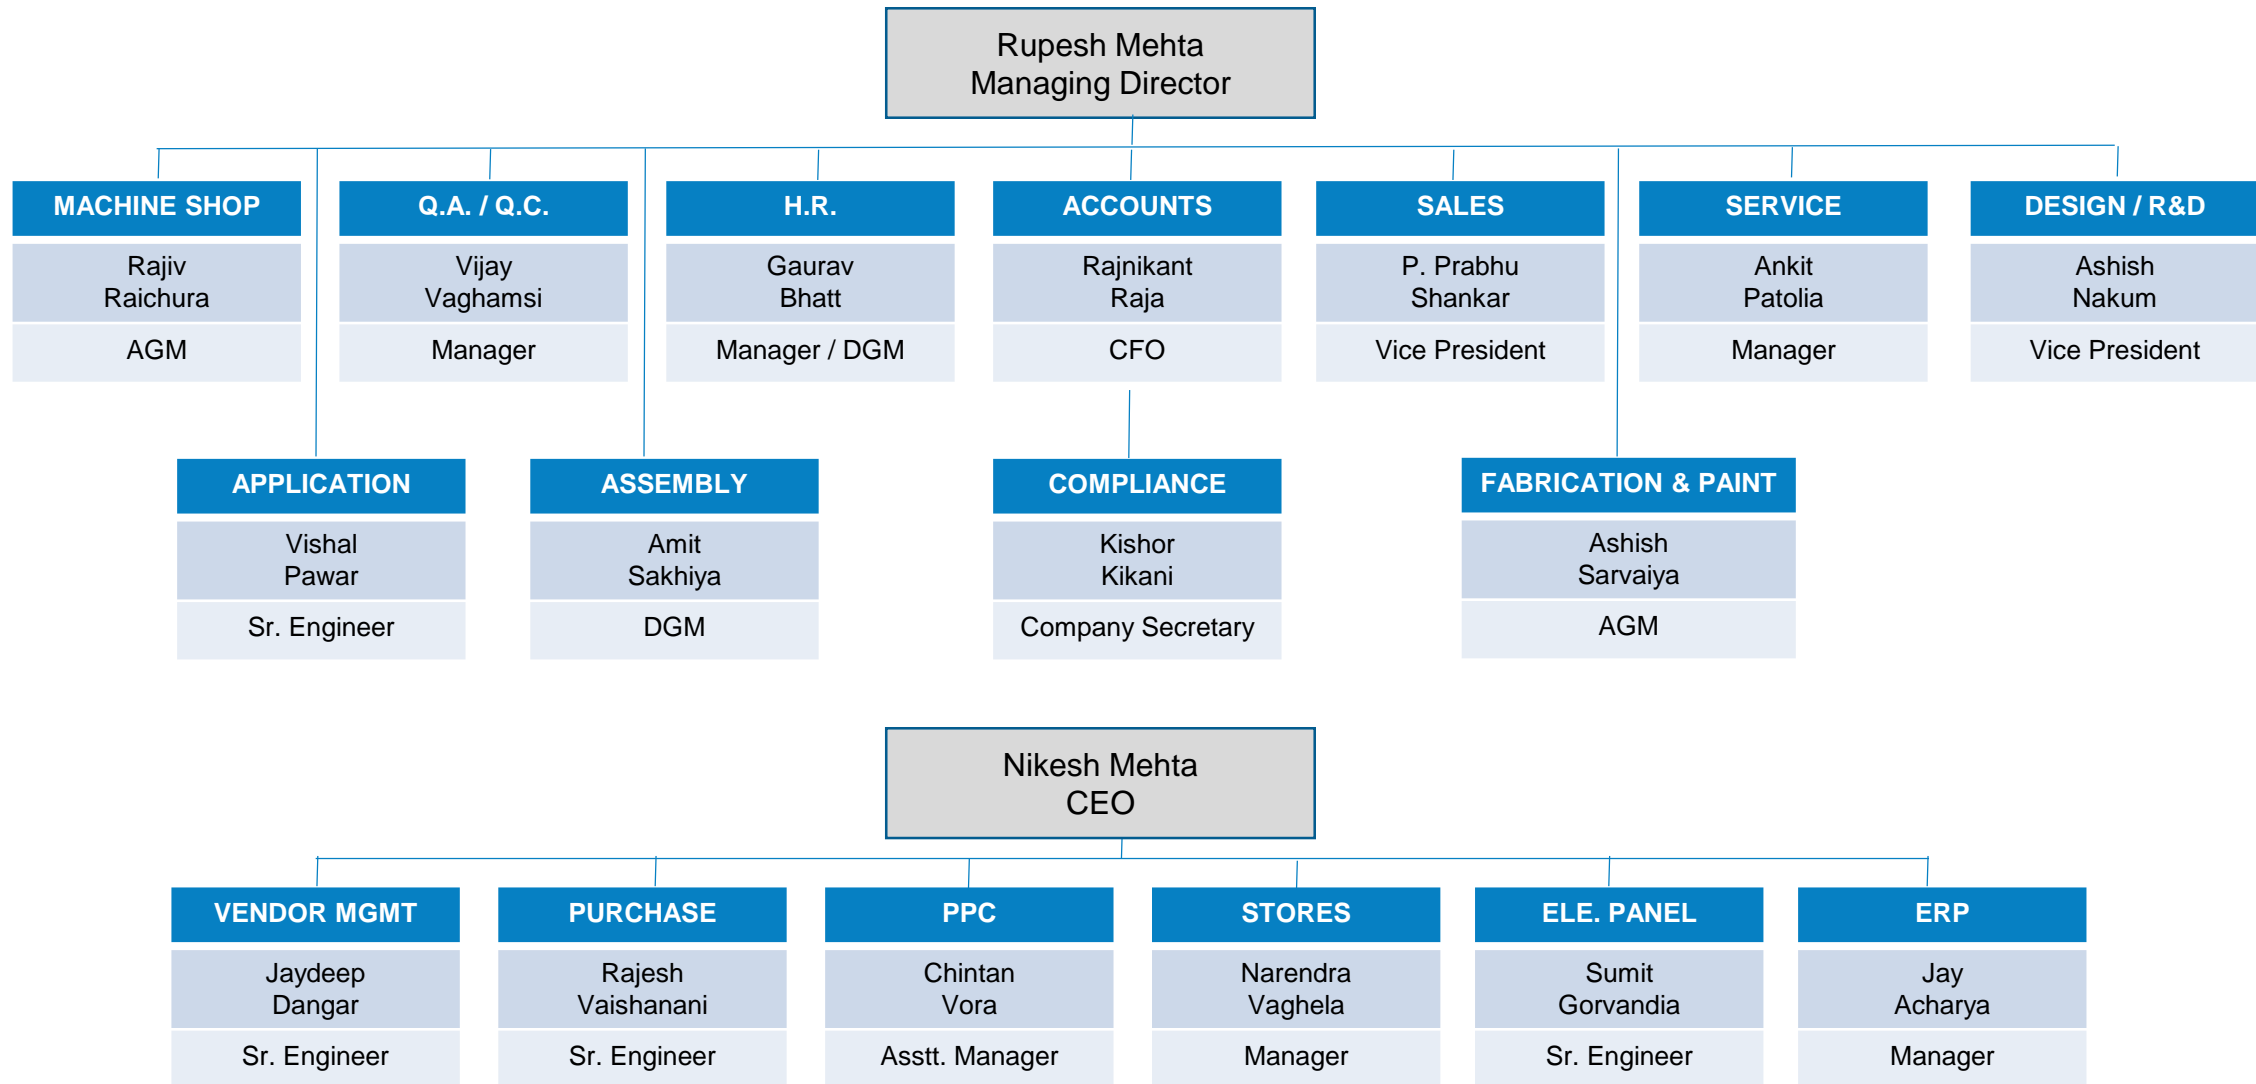 Rupesh Mehta
Managing Director
MACHINE SHOP
Rajiv
Raichura
AGM
Q.A. / Q.C.
Vijay
Vaghamsi
Manager
H.R.
Gaurav
Bhatt
Manager / DGM
ACCOUNTS
Rajnikant
Raja
CFO
SALES
P. Prabhu
Shankar
Vice President
SERVICE
Ankit
Patolia
Manager
DESIGN / R&D
Ashish
Nakum
Vice President
APPLICATION
Vishal
Pawar
Sr. Engineer
ASSEMBLY
Amit
Sakhiya
DGM
COMPLIANCE
Kishor
Kikani
Company Secretary
FABRICATION & PAINT
Ashish
Sarvaiya
AGM
Nikesh Mehta
CEO
VENDOR MGMT
Jaydeep
Dangar
Sr. Engineer
PURCHASE
Rajesh
Vaishanani
Sr. Engineer
PPC
Chintan
Vora
Asstt. Manager
STORES
Narendra
Vaghela
Manager
ELE. PANEL
Sumit
Gorvandia
Sr. Engineer
ERP
Jay
Acharya
Manager